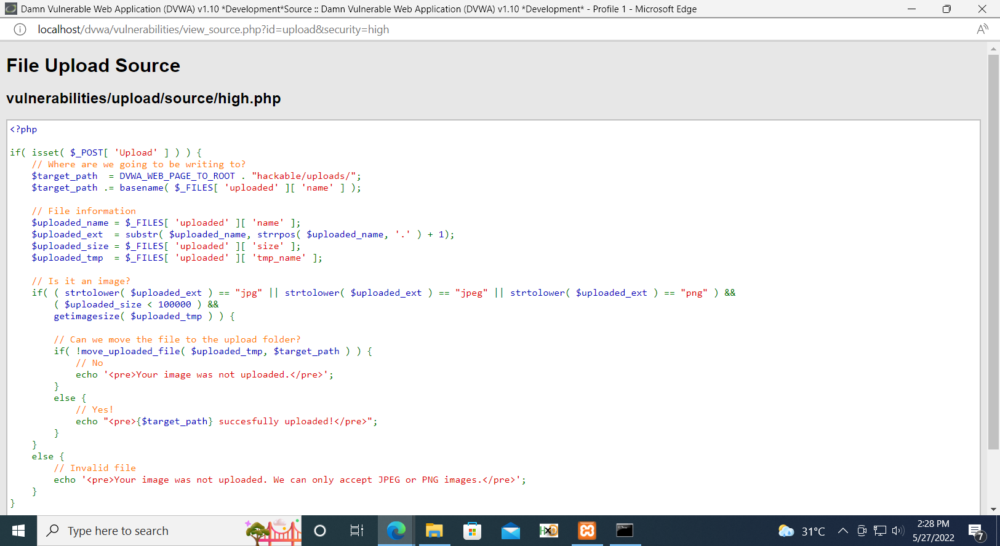 Damn Vulnerable Web Application (DVWA) v1.10 *Development*Source :: Damn Vulnerable Web Application (DVWA) v1.10 *Development* - Profile 1 - Microsoft Edge
localhost/dvwa/vulnerabilities/view_source.php?id=upload&security=high
File Upload Source
vulnerabilities/upload/source/high.php
<?php
if( isset( $_POST[ 'Upload' ] ) ) {
    // Where are we going to be writing to?
    $target_path  = DVWA_WEB_PAGE_TO_ROOT . "hackable/uploads/";
    $target_path .= basename( $_FILES[ 'uploaded' ][ 'name' ] );
    // File information
    $uploaded_name = $_FILES[ 'uploaded' ][ 'name' ];
    $uploaded_ext  = substr( $uploaded_name, strrpos( $uploaded_name, '.' ) + 1);
    $uploaded_size = $_FILES[ 'uploaded' ][ 'size' ];
    $uploaded_tmp  = $_FILES[ 'uploaded' ][ 'tmp_name' ];
    // Is it an image?
    if( ( strtolower( $uploaded_ext ) == "jpg" || strtolower( $uploaded_ext ) == "jpeg" || strtolower( $uploaded_ext ) == "png" ) &&
        ( $uploaded_size < 100000 ) &&
        getimagesize( $uploaded_tmp ) ) {
        // Can we move the file to the upload folder?
        if( !move_uploaded_file( $uploaded_tmp, $target_path ) ) {
            // No
            echo '<pre>Your image was not uploaded.</pre>';
        }
        else {
            // Yes!
            echo "<pre>{$target_path} succesfully uploaded!</pre>";
        }
    }
    else {
        // Invalid file
        echo '<pre>Your image was not uploaded. We can only accept JPEG or PNG images.</pre>';
    }
}
Type here to search
HxD
31°C
2:28 PM
5/27/2022
7